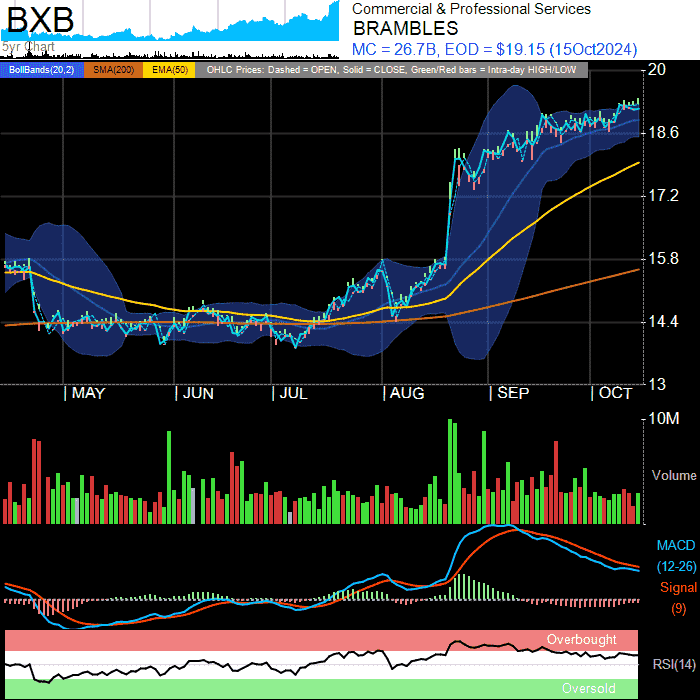 BXB
5yr Chart
Commercial & Professional Services
BRAMBLES
MC = 26.7B, EOD = $19.15 (15Oct2024)
BollBands(20,2) SMA(200) EMA(50) OHLC Prices: Dashed = OPEN, Solid = CLOSE, Green/Red bars = Intra-day HIGH/LOW
20
18.6
17.2
15.8
14.4
13
MAY JUN JUL AUG SEP OCT
10M
Volume
MACD
(12-26)
Signal
(9)
Overbought
RSI(14)
Oversold